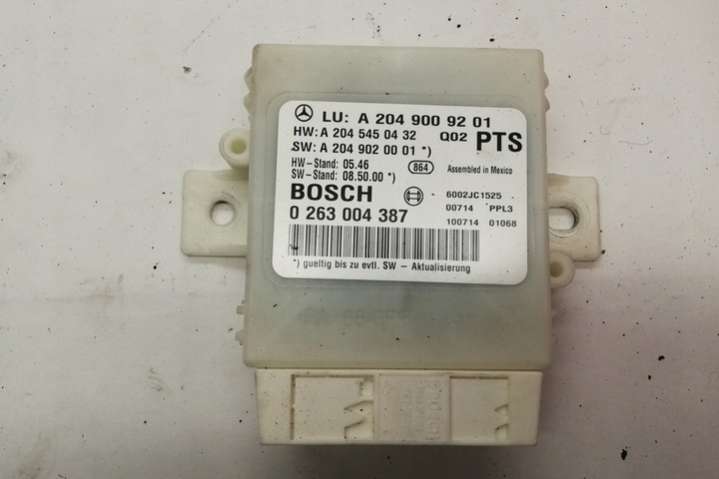 LU: A 204 900 92 01
HW: A 204 545 04 32 Q02 PTS
SW: A 204 902 00 01 *)
HW-Stand: 05.46 864 Assembled in Mexico
SW-Stand: 08.50.00 *)
BOSCH 6002JC1525
0 263 004 387 00714 PPL3
100714 01068
*) gueltig bis zu evtl. SW - Aktualisierung